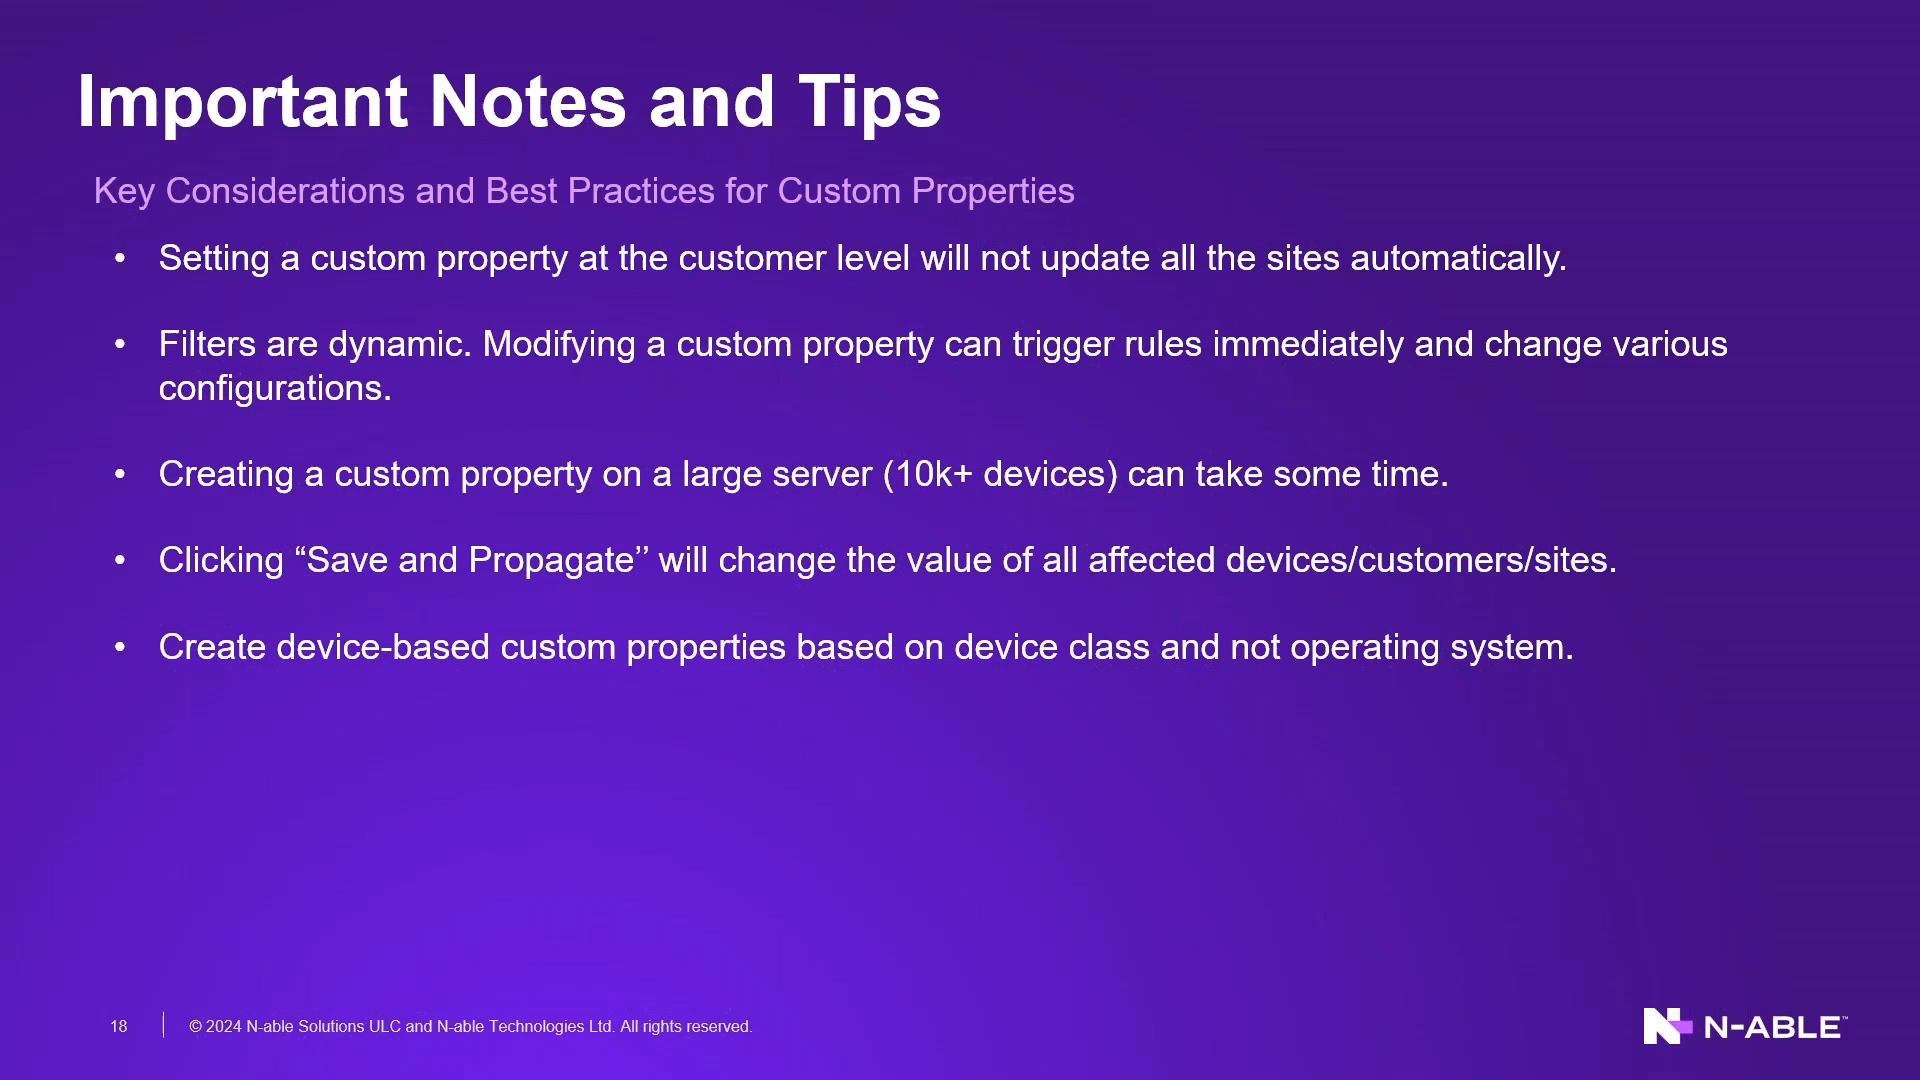 Important Notes and Tips
Key Considerations and Best Practices for Custom Properties
• Setting a custom property at the customer level will not update all the sites automatically.
• Filters are dynamic. Modifying a custom property can trigger rules immediately and change various
configurations.
• Creating a custom property on a large server (10k+ devices) can take some time.
• Clicking “Save and Propagate’’ will change the value of all affected devices/customers/sites.
• Create device-based custom properties based on device class and not operating system.
18
© 2024 N-able Solutions ULC and N-able Technologies Ltd. All rights reserved.
N-ABLE™